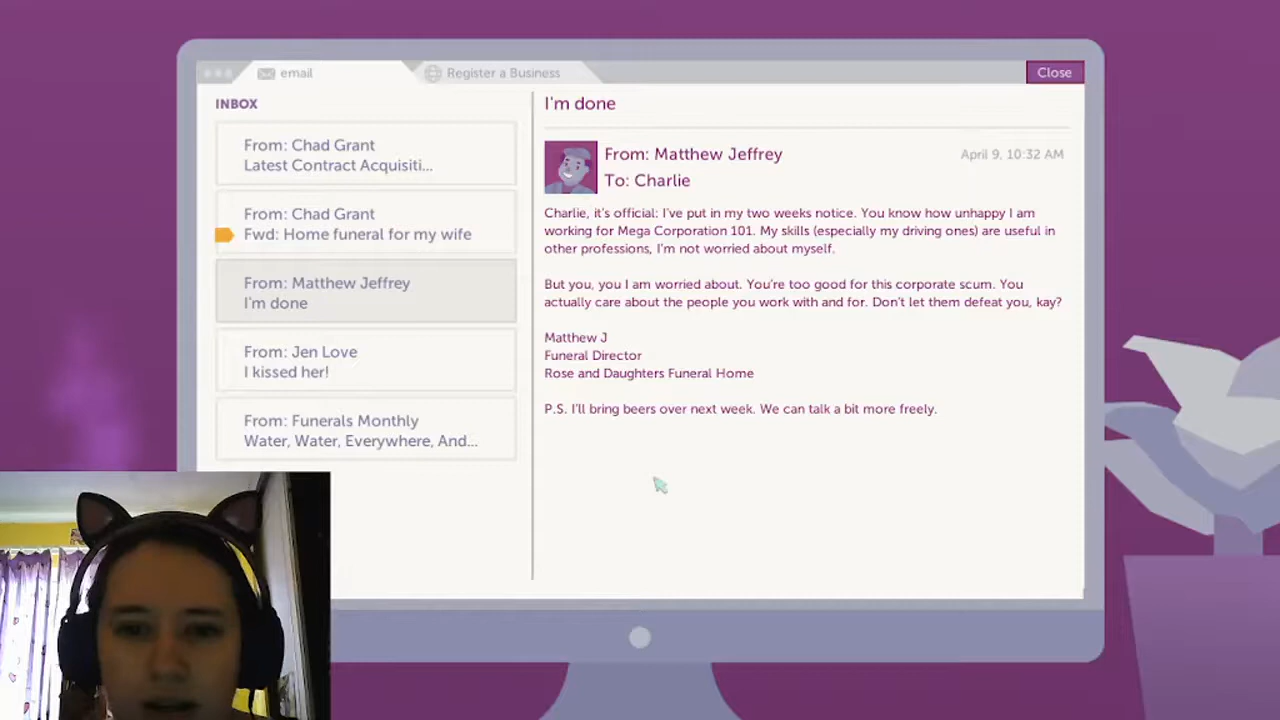 email
Register a Business
Close
INBOX
From: Chad Grant
Latest Contract Acquisiti...
From: Chad Grant
Fwd: Home funeral for my wife
From: Matthew Jeffrey
I'm done
From: Jen Love
I kissed her!
From: Funerals Monthly
Water, Water, Everywhere, And...
I'm done
From: Matthew Jeffrey
April 9, 10:32 AM
To: Charlie
Charlie, it's official: I've put in my two weeks notice. You know how unhappy I am
working for Mega Corporation 101. My skills (especially my driving ones) are useful in
other professions, I'm not worried about myself.
But you, you I am worried about. You're too good for this corporate scum. You
actually care about the people you work with and for. Don't let them defeat you, kay?
Matthew J
Funeral Director
Rose and Daughters Funeral Home
P.S. I'll bring beers over next week. We can talk a bit more freely.